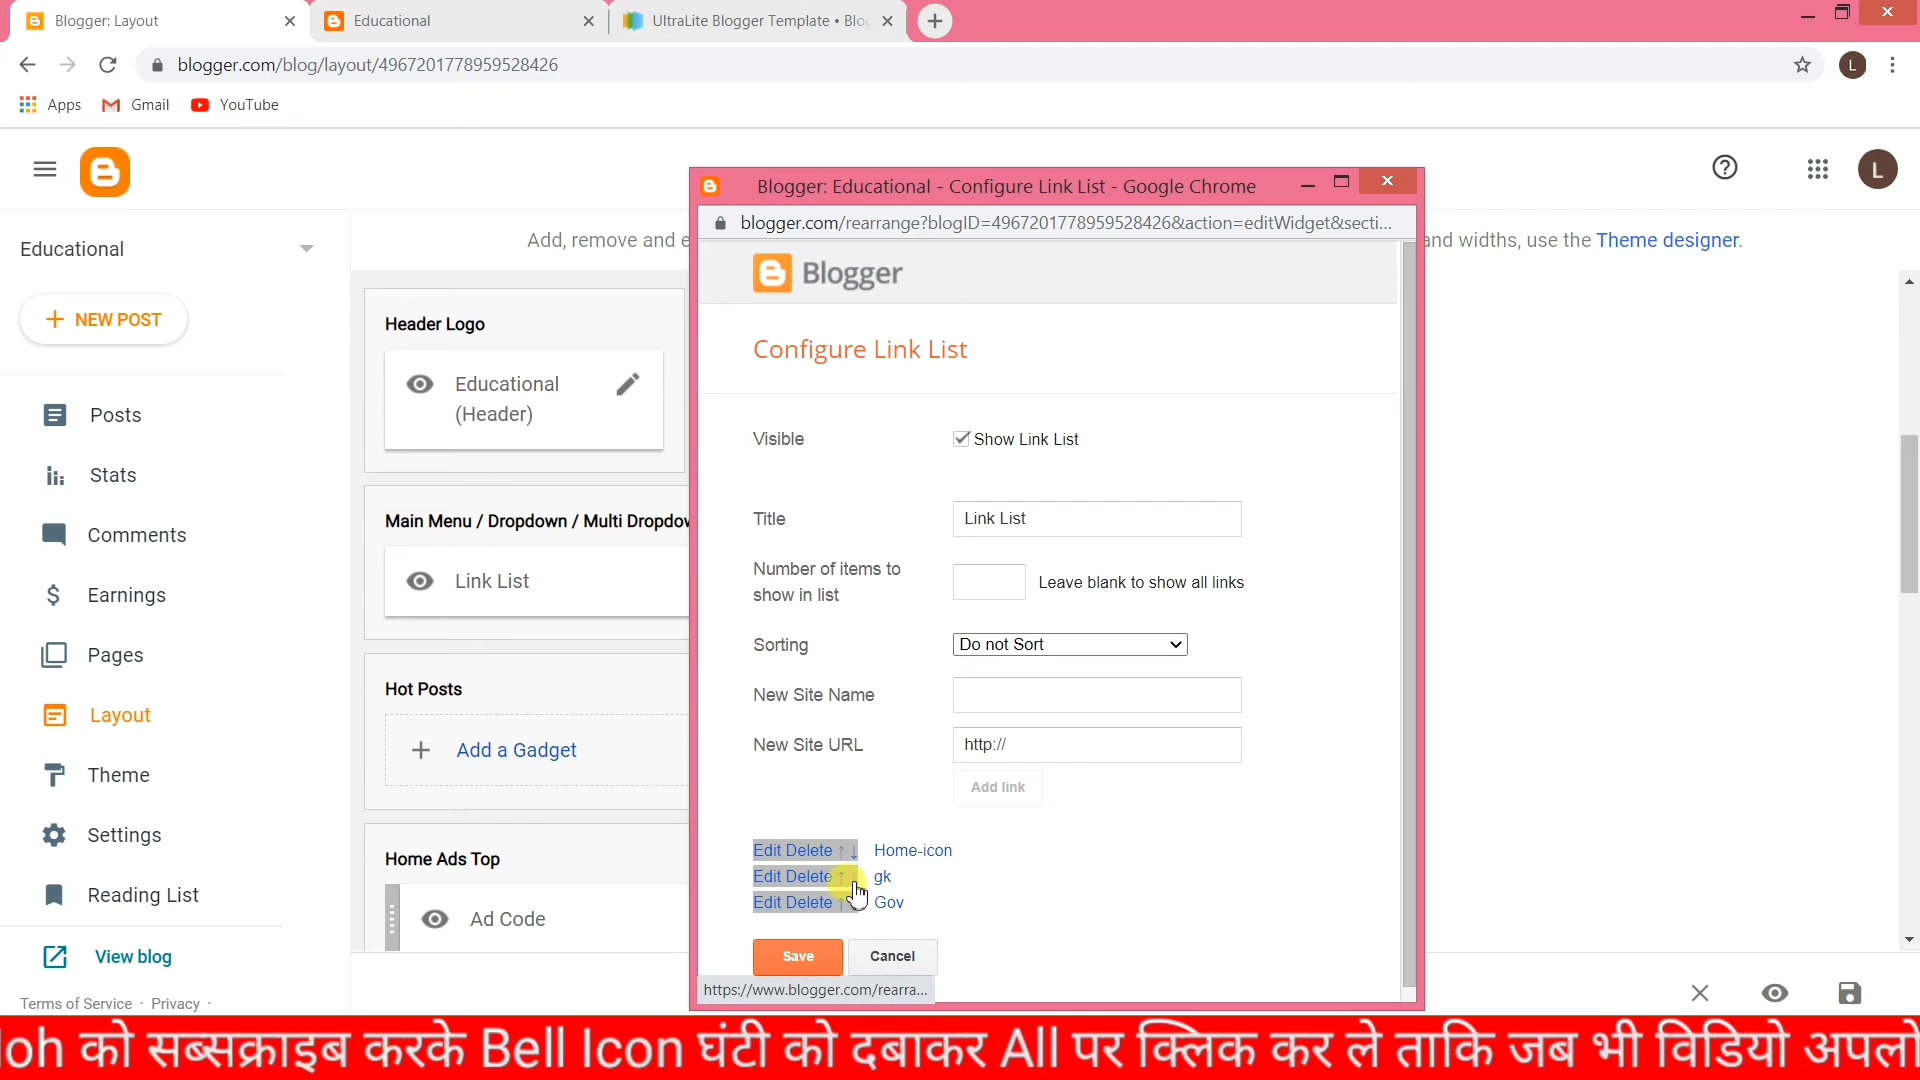 Blogger: Layout
Educational
UltraLite Blogger Template • Blo
blogger.com/blog/layout/4967201778959528426
L
Apps
Gmail
YouTube
L
Educational
NEW POST
Posts
Stats
Comments
Earnings
Pages
Layout
Theme
Settings
Reading List
View blog
Terms of Service · Privacy ·
Add, remove and e
and widths, use the Theme designer.
Header Logo
Educational
(Header)
Main Menu / Dropdown / Multi Dropdow
Link List
Hot Posts
Add a Gadget
Home Ads Top
Ad Code
Blogger: Educational - Configure Link List - Google Chrome
blogger.com/rearrange?blogID=4967201778959528426&action=editWidget&secti...
Blogger
Configure Link List
Visible
Show Link List
Title
Link List
Number of items to
show in list
Leave blank to show all links
Sorting
Do not Sort
New Site Name
New Site URL
http://
Add link
Edit Delete ↑ ↓ Home-icon
Edit Delete ↑ ↓ gk
Edit Delete ↑ Gov
Save
Cancel
https://www.blogger.com/rearra...
loh को सब्सक्राइब करके Bell Icon घंटी को दबाकर All पर क्लिक कर ले ताकि जब भी विडियो अपलो